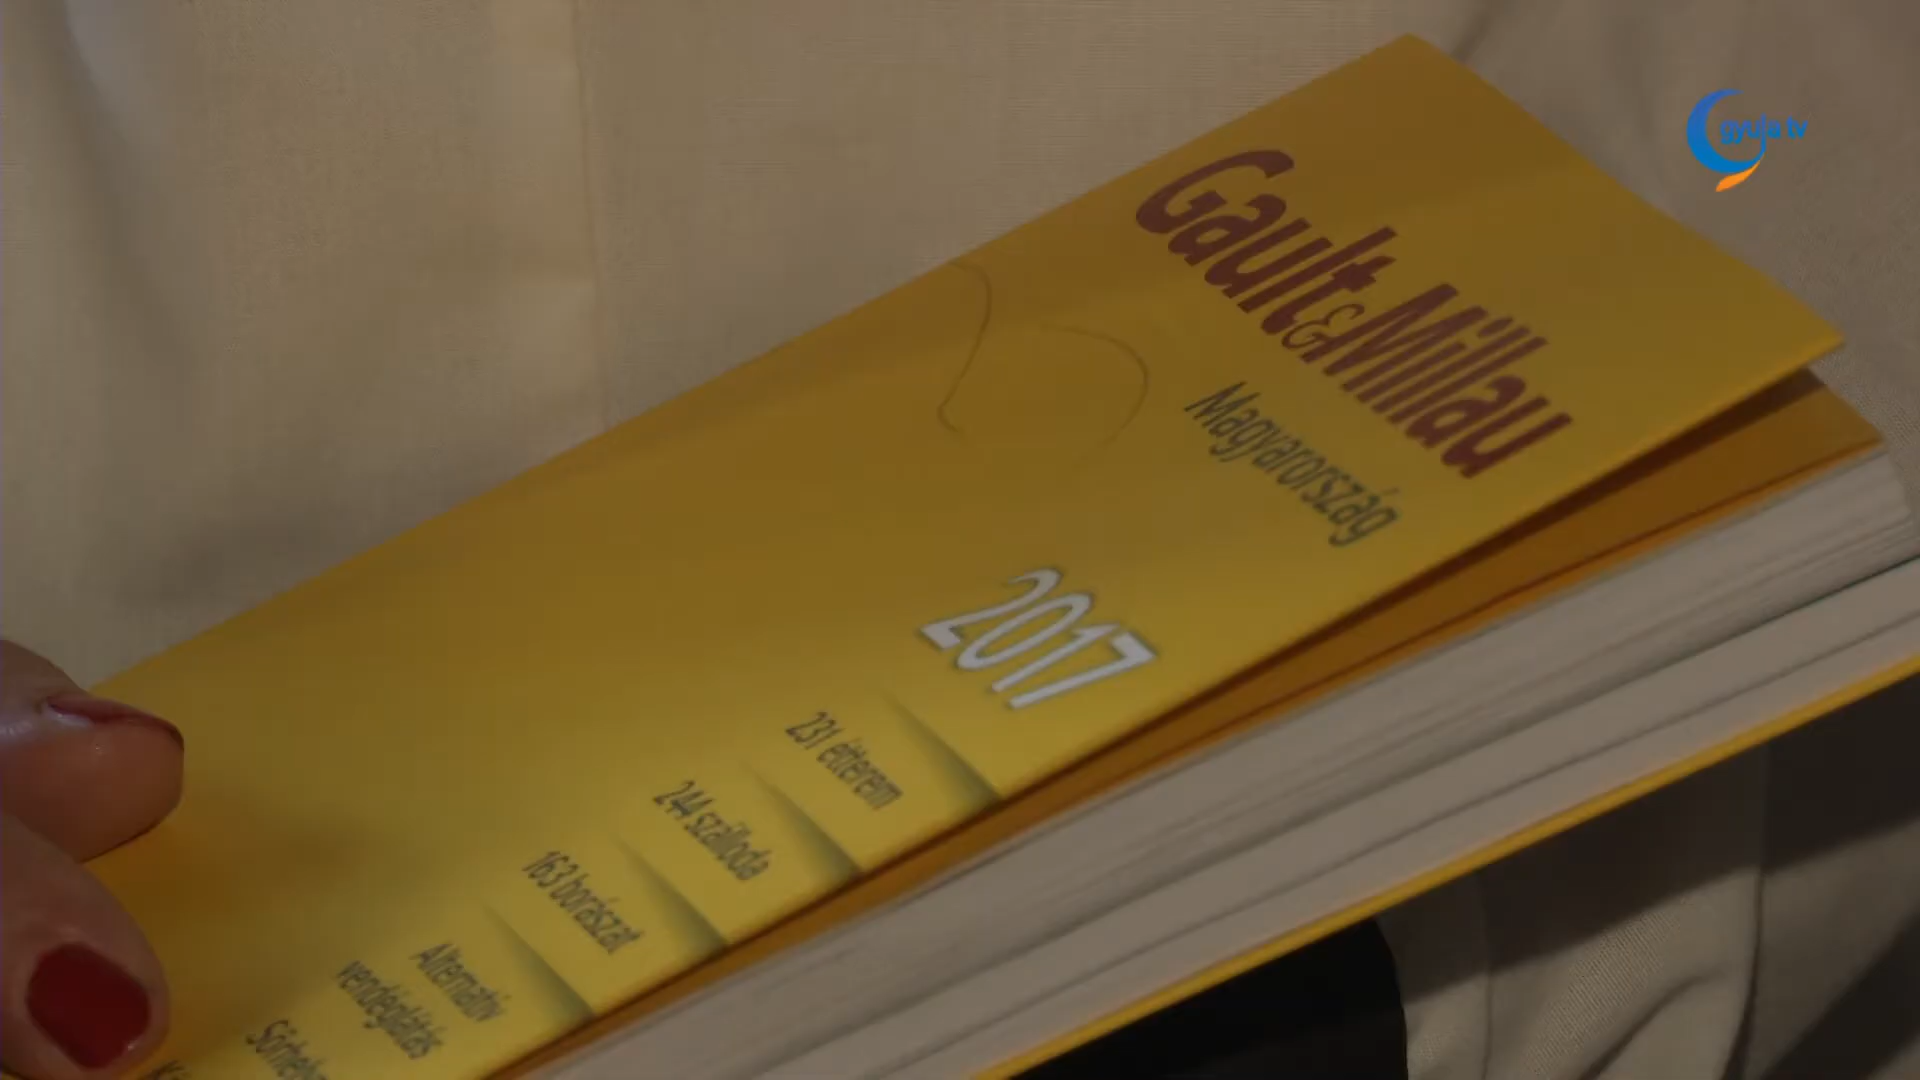 gyula tv
Gault&Millau
Magyarország
2017
231 étterem
244 szálloda
163 borászat
Alternatív
vendéglátás